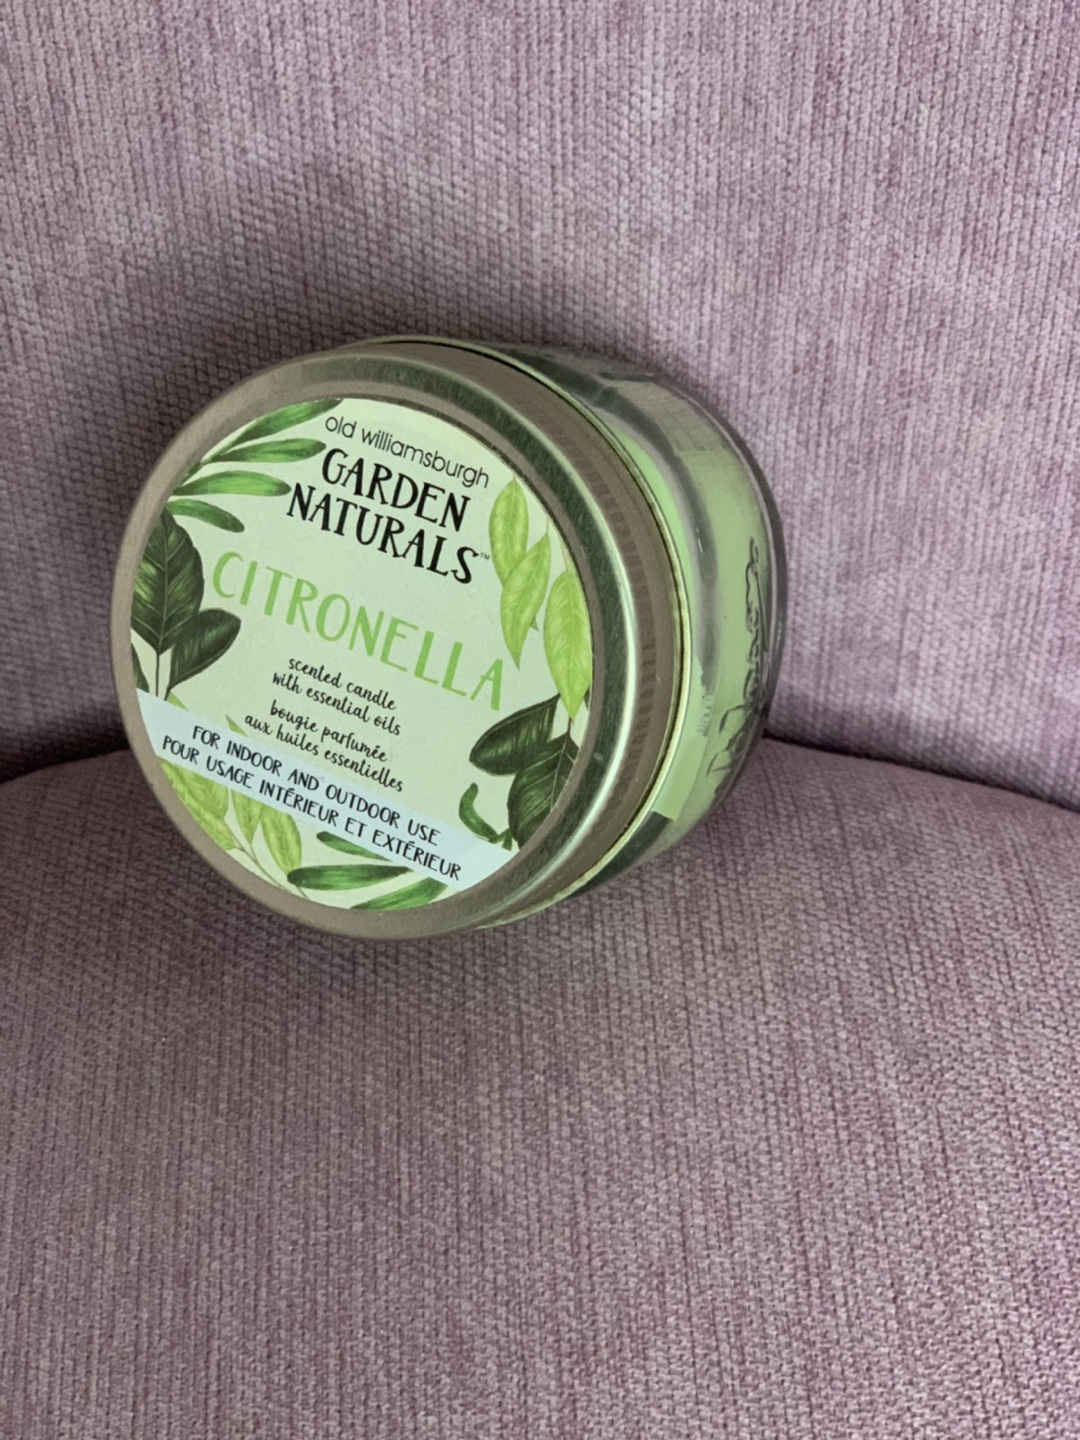 old williamsburgh
GARDEN
NATURALS™
CITRONELLA
scented candle
with essential oils
bougie parfumée
aux huiles essentielles
FOR INDOOR AND OUTDOOR USE
POUR USAGE INTÉRIEUR ET EXTÉRIEUR